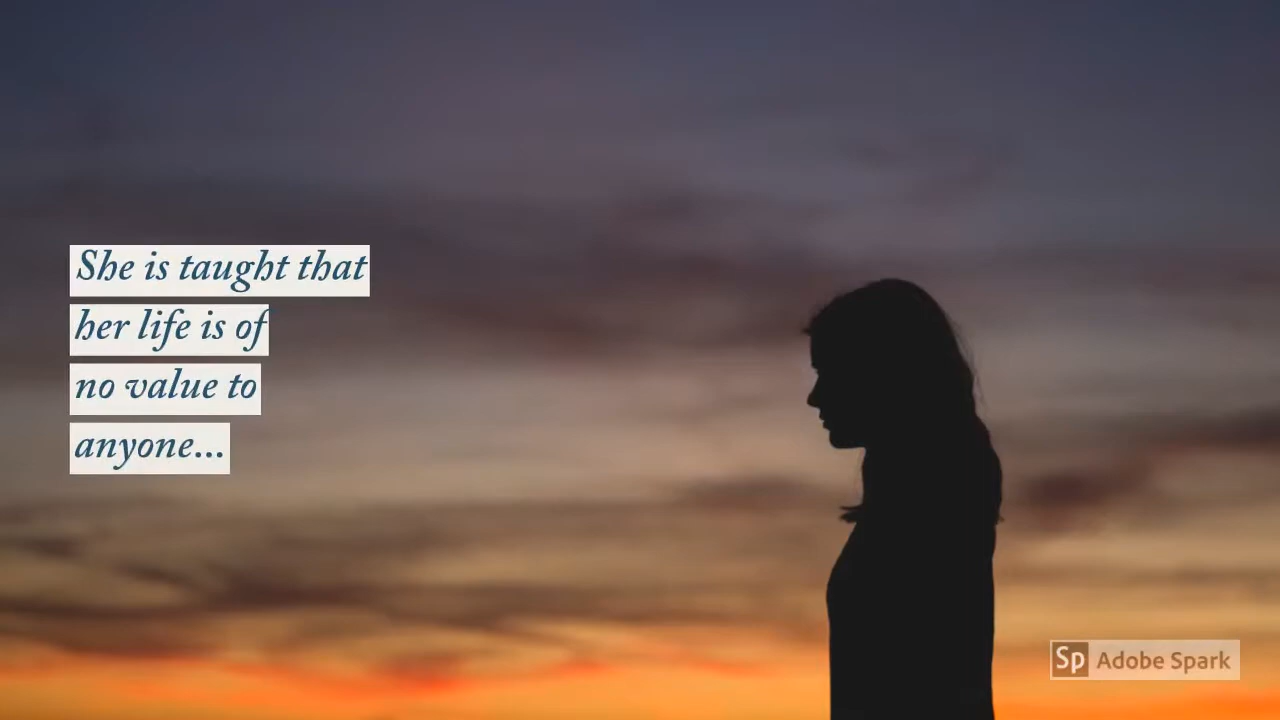 She is taught that
her life is of
no value to
anyone...
Sp Adobe Spark